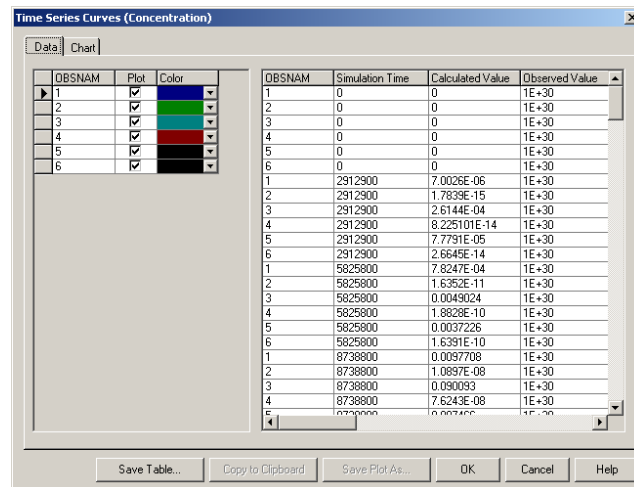 Time Series Curves (Concentration)
Data Chart
OBSNAM Plot Color
1
2
3
4
5
6
OBSNAM Simulation Time Calculated Value Observed Value
1 0 0 1E+30
2 0 0 1E+30
3 0 0 1E+30
4 0 0 1E+30
5 0 0 1E+30
6 0 0 1E+30
1 2912900 7.0026E-06 1E+30
2 2912900 1.7839E-15 1E+30
3 2912900 2.6144E-04 1E+30
4 2912900 8.225101E-14 1E+30
5 2912900 7.7791E-05 1E+30
6 2912900 2.6645E-14 1E+30
1 5825800 7.8247E-04 1E+30
2 5825800 1.6352E-11 1E+30
3 5825800 0.0049024 1E+30
4 5825800 1.8828E-10 1E+30
5 5825800 0.0037226 1E+30
6 5825800 1.6391E-10 1E+30
1 8738800 0.0097708 1E+30
2 8738800 1.0897E-08 1E+30
3 8738800 0.090093 1E+30
4 8738800 7.6243E-08 1E+30
Save Table... Copy to Clipboard Save Plot As... OK Cancel Help